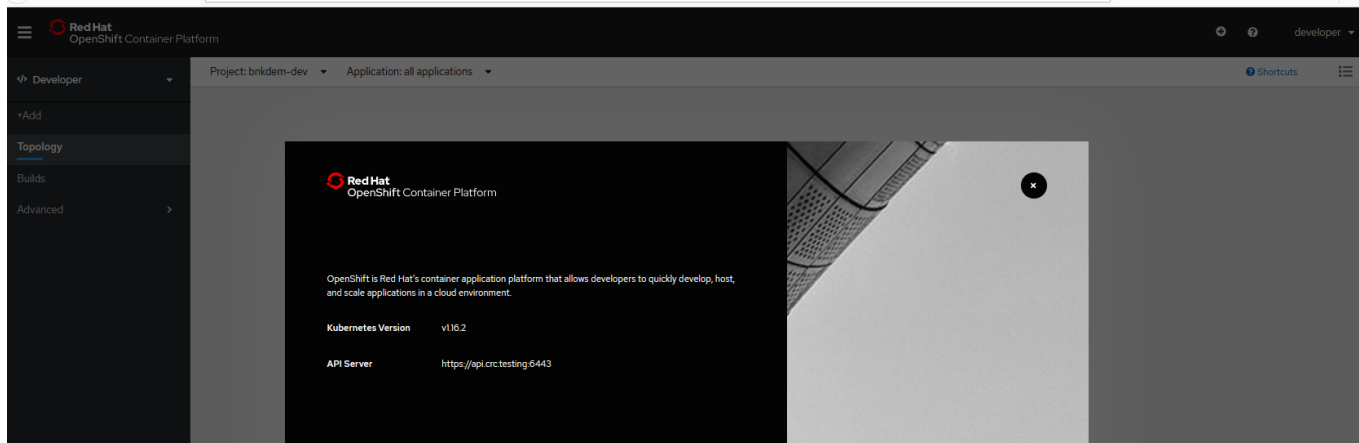 Red Hat
OpenShift Container Platform
developer
Developer
Project: bnkdem-dev
Application: all applications
Shortcuts
+Add
Topology
Builds
Advanced
Red Hat
OpenShift Container Platform
OpenShift is Red Hat's container application platform that allows developers to quickly develop, host,
and scale applications in a cloud environment.
Kubernetes Version v1.16.2
API Server https://api.crc.testing:6443